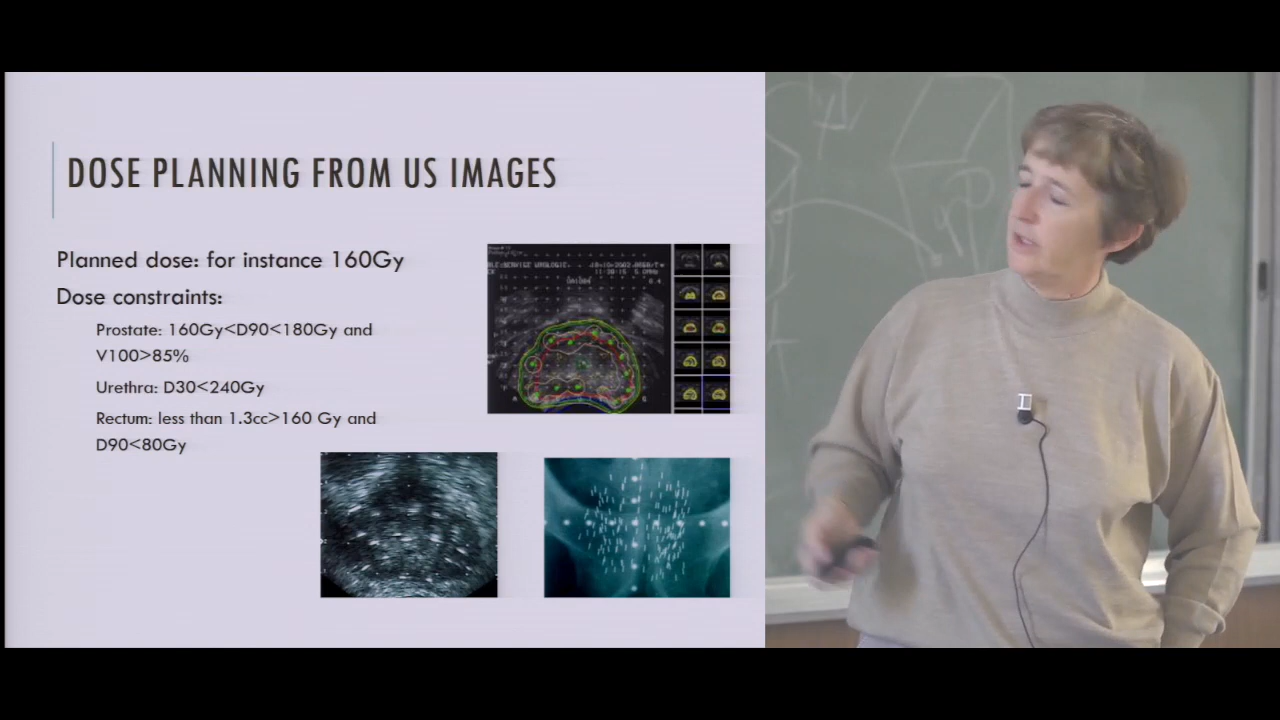 DOSE PLANNING FROM US IMAGES
Planned dose: for instance 160Gy
Dose constraints:
Prostate: 160Gy<D90<180Gy and
V100>85%
Urethra: D30<240Gy
Rectum: less than 1.3cc>160 Gy and
D90<80Gy